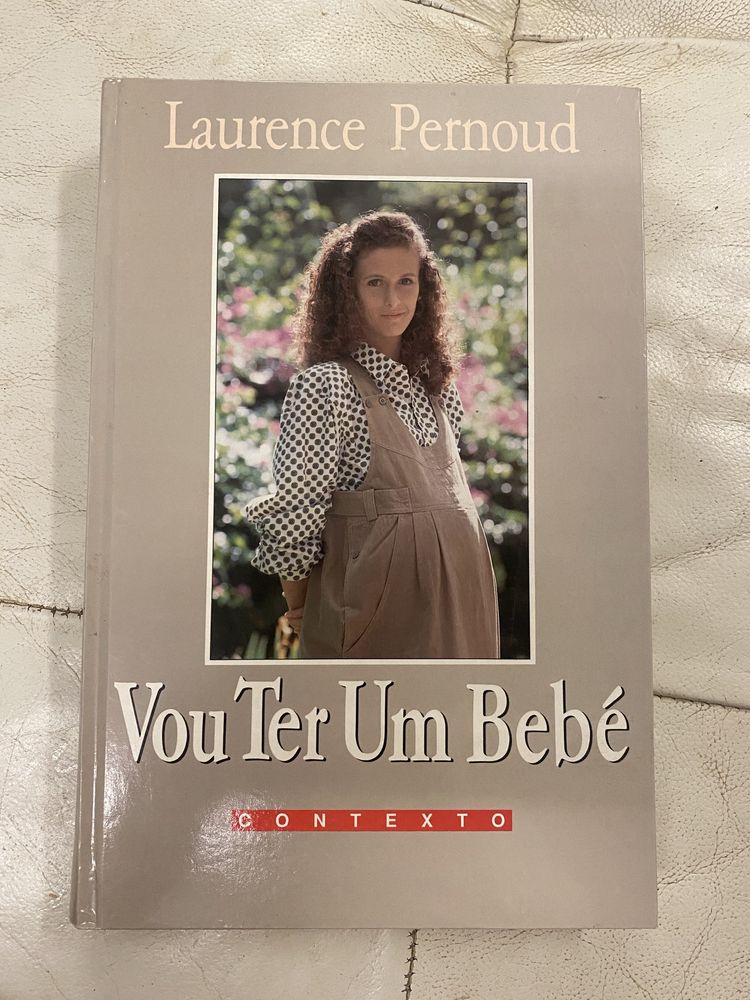 Laurence Pernoud
Vou Ter Um Bebé
CONTEXTO